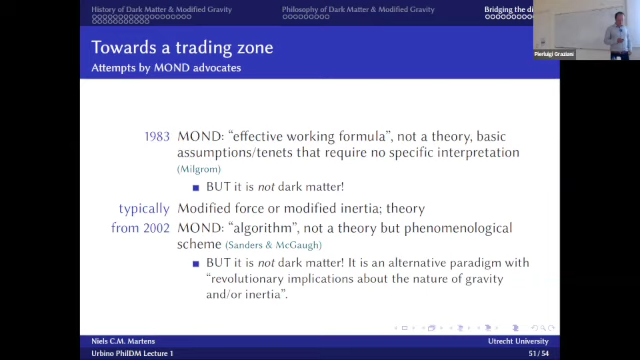 History of Dark Matter & Modified Gravity
Philosophy of Dark Matter & Modified Gravity
Bridging the di
Towards a trading zone
Attempts by MOND advocates
Pierluigi Graziani
1983 MOND: “effective working formula”, not a theory, basic
assumptions/tenets that require no specific interpretation
(Milgrom)
BUT it is not dark matter!
typically Modified force or modified inertia; theory
from 2002 MOND: “algorithm”, not a theory but phenomenological
scheme (Sanders & McGaugh)
BUT it is not dark matter! It is an alternative paradigm with
“revolutionary implications about the nature of gravity
and/or inertia”.
Niels C.M. Martens
Utrecht University
Urbino PhilDM Lecture 1
51 / 54